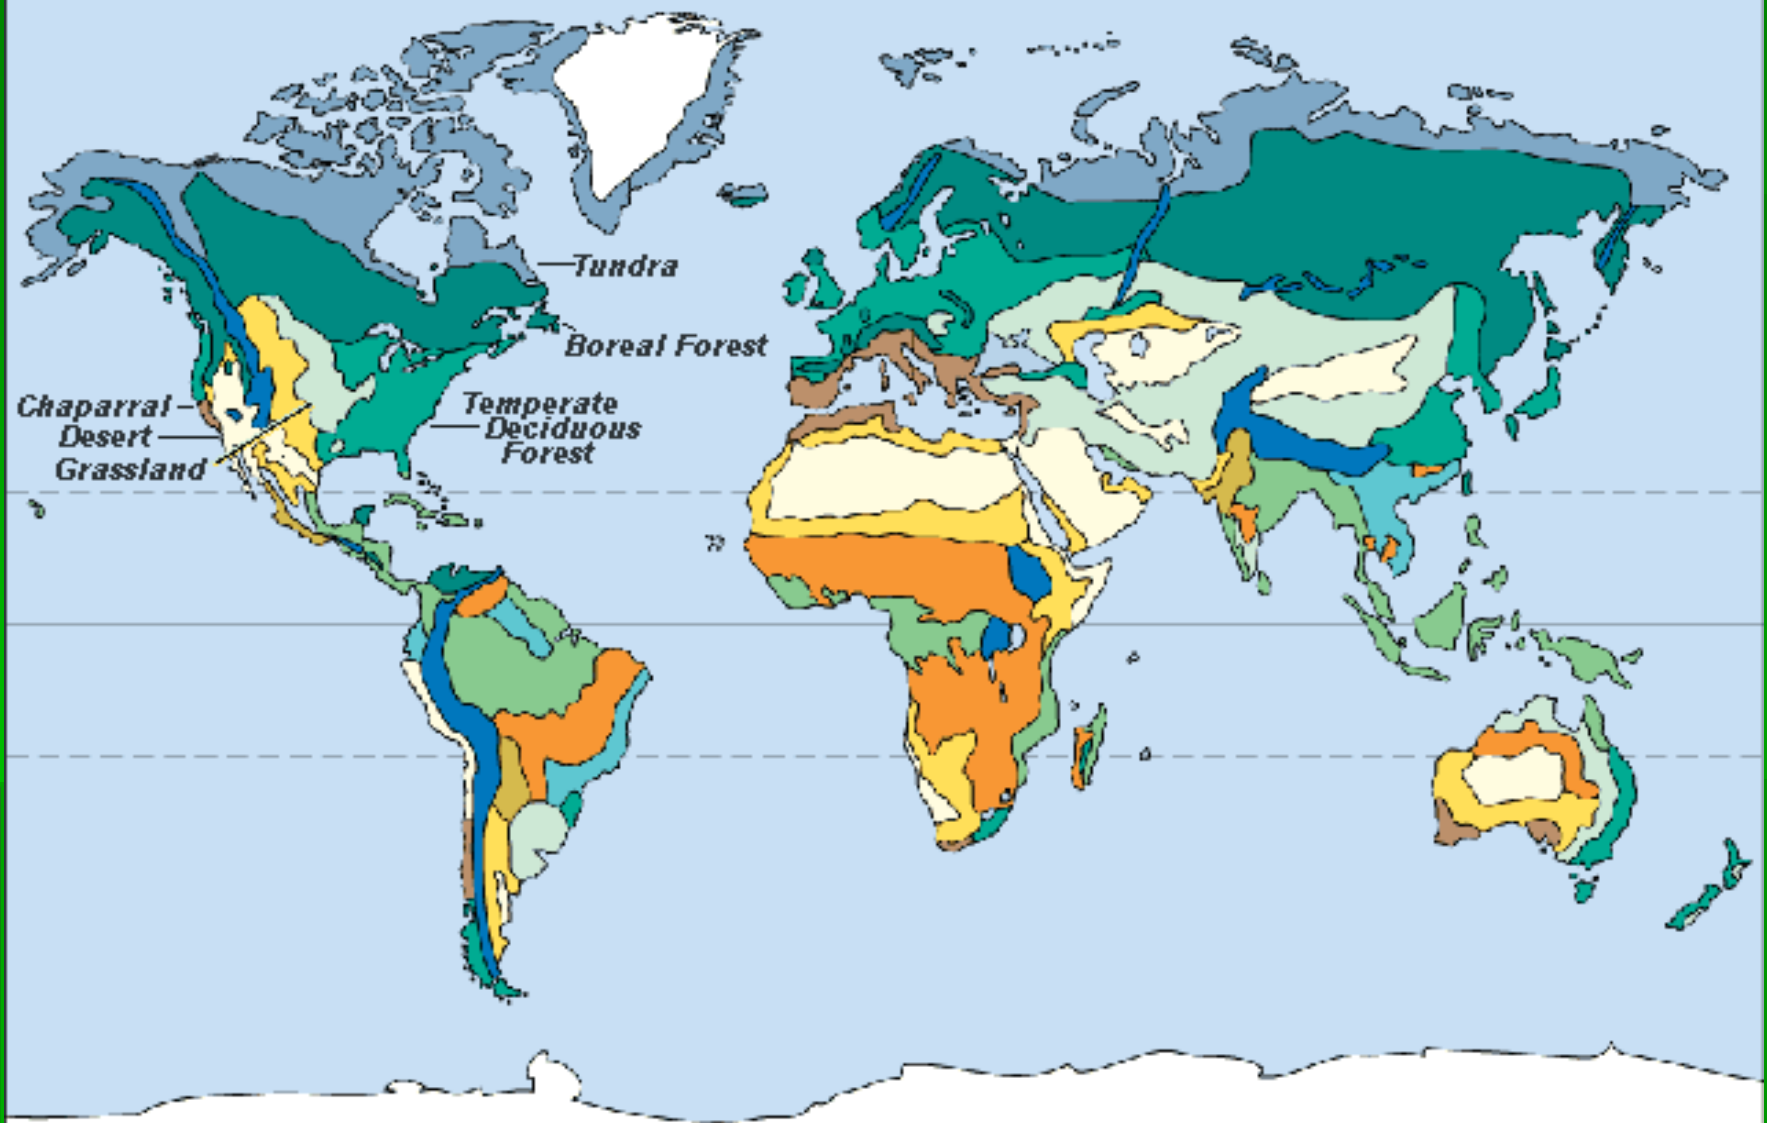 Tundra
Boreal Forest
Chaparral
Desert
Grassland
Temperate
Deciduous
Forest